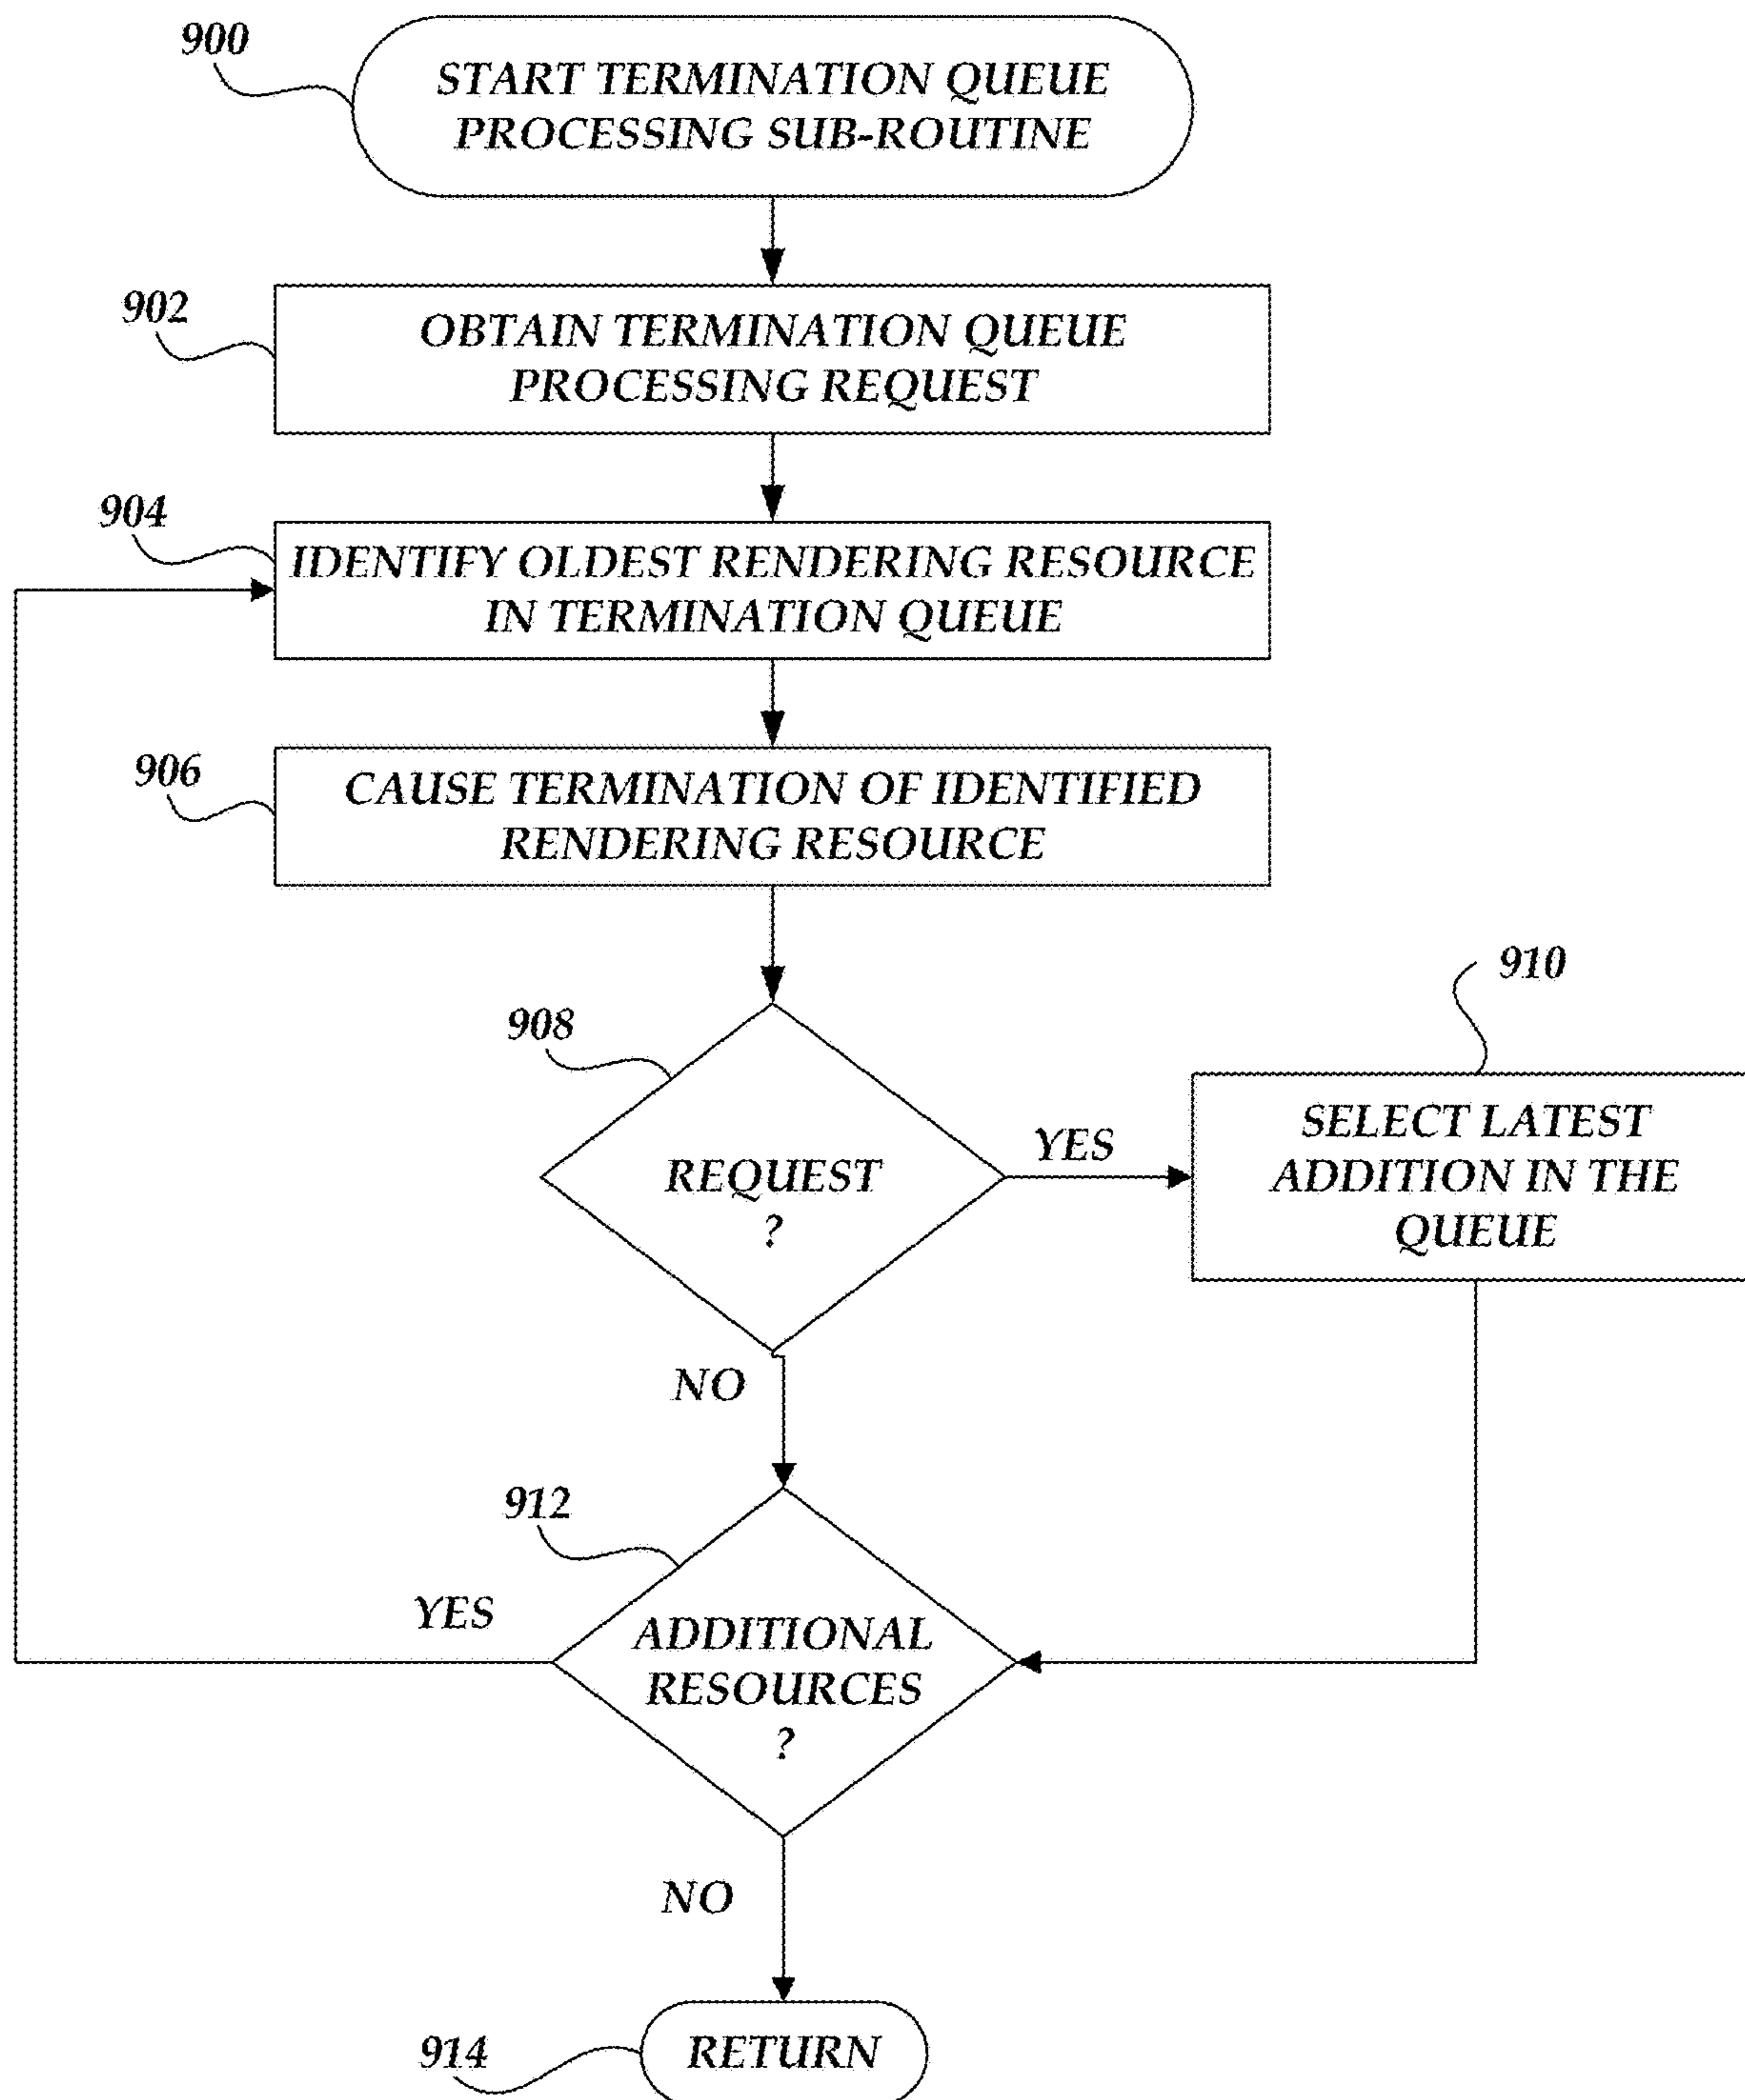 900
START TERMINATION QUEUE
PROCESSING SUB-ROUTINE
902
OBTAIN TERMINATION QUEUE
PROCESSING REQUEST
904
IDENTIFY OLDEST RENDERING RESOURCE
IN TERMINATION QUEUE
906
CAUSE TERMINATION OF IDENTIFIED
RENDERING RESOURCE
908
REQUEST
?
YES
910
SELECT LATEST
ADDITION IN THE
QUEUE
NO
912
ADDITIONAL
RESOURCES
?
YES
NO
914
RETURN